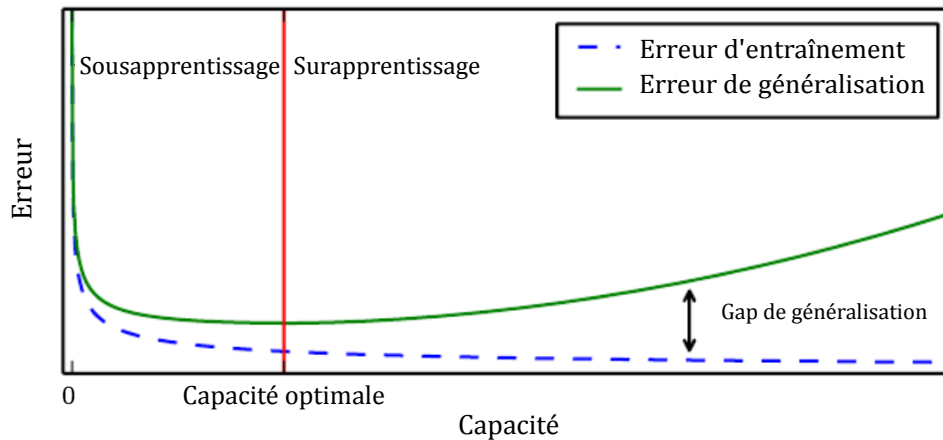 Sousapprentissage
Surapprentissage
Erreur d'entraînement
Erreur de généralisation
Erreur
Gap de généralisation
0
Capacité optimale
Capacité